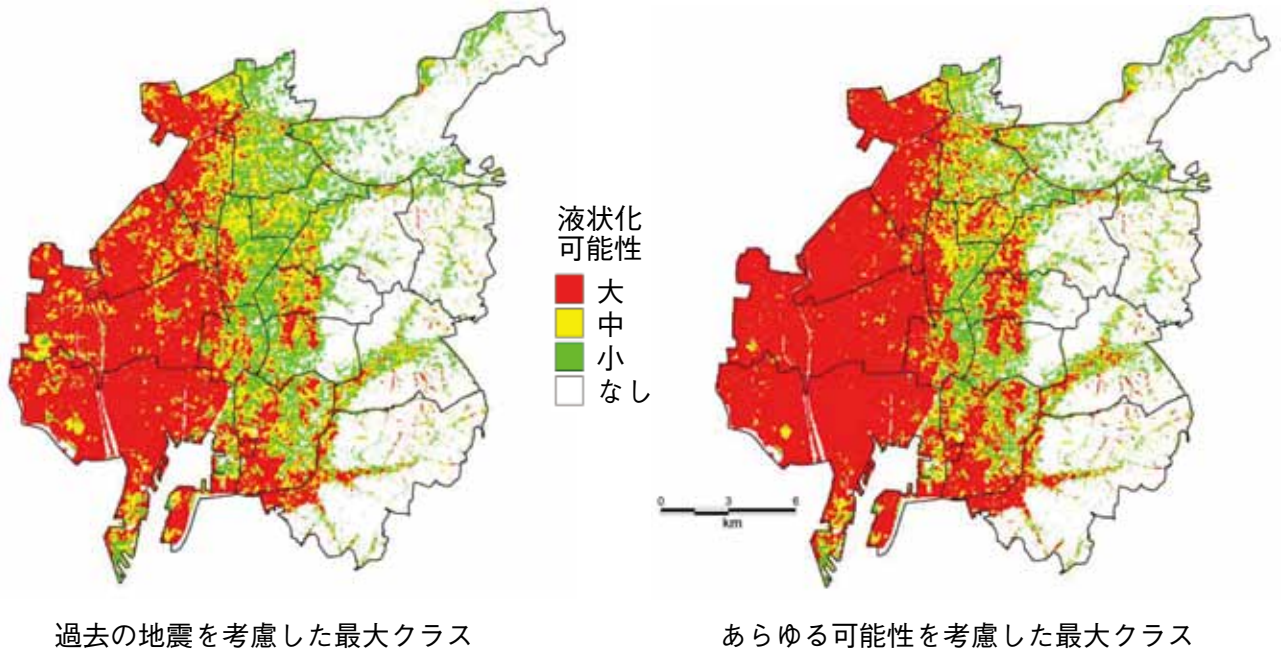 液状化
可能性
大
中
小
なし
0 3 6
km
過去の地震を考慮した最大クラス
あらゆる可能性を考慮した最大クラス